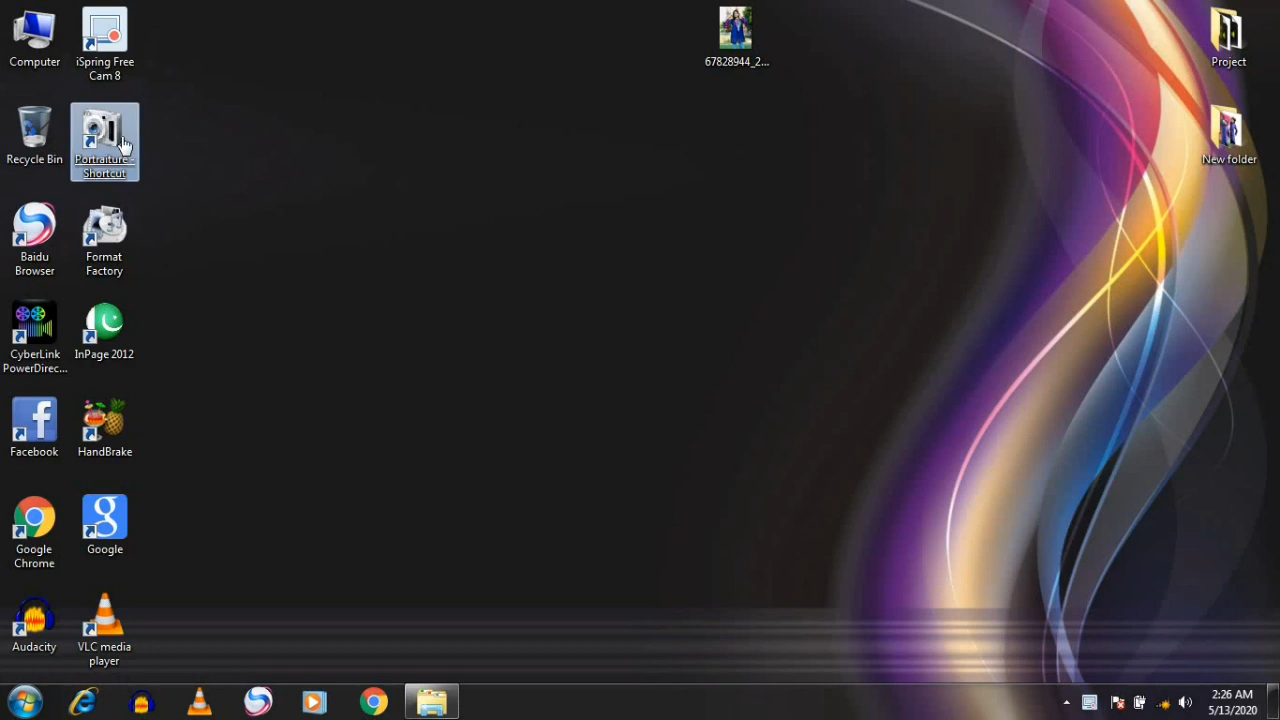 Computer
iSpring Free
Cam 8
67828944_2...
Project
Recycle Bin
Portraiture -
Shortcut
New folder
Baidu
Browser
Format
Factory
CyberLink
PowerDirec...
InPage 2012
Facebook
HandBrake
Google
Chrome
Google
Audacity
VLC media
player
2:26 AM
5/13/2020